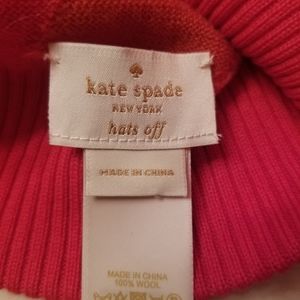 kate spade
NEW YORK
hats off
MADE IN CHINA
MADE IN CHINA
100% WOOL